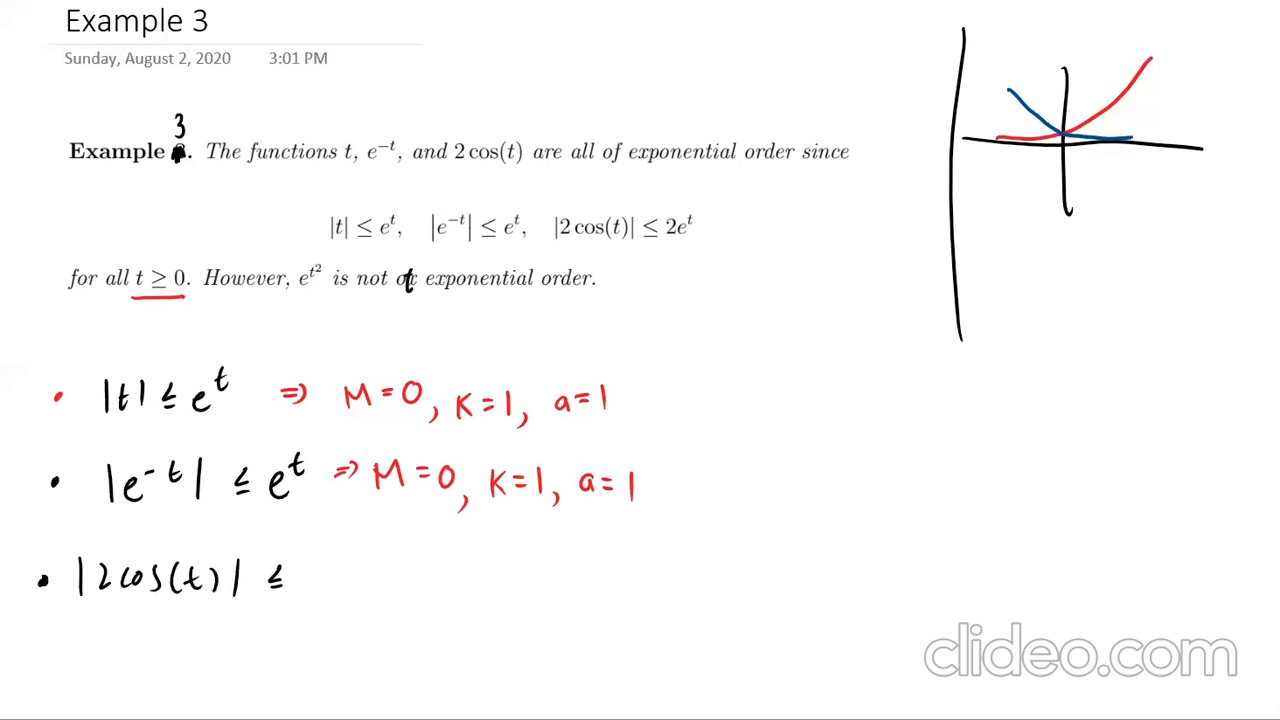 Example 3
Sunday, August 2, 2020 3:01 PM
3
Example . The functions t, e^{-t}, and 2 cos(t) are all of exponential order since
|t| ≤ e^t, |e^{-t}| ≤ e^t, |2 cos(t)| ≤ 2e^t
for all t ≥ 0. However, e^{t^2} is not exponential order.
• |t| ≤ e^t ⇒ M = 0, K = 1, a = 1
• |e^{-t}| ≤ e^t ⇒ M = 0, K = 1, a = 1
• |2cos(t)| ≤
clideo.com